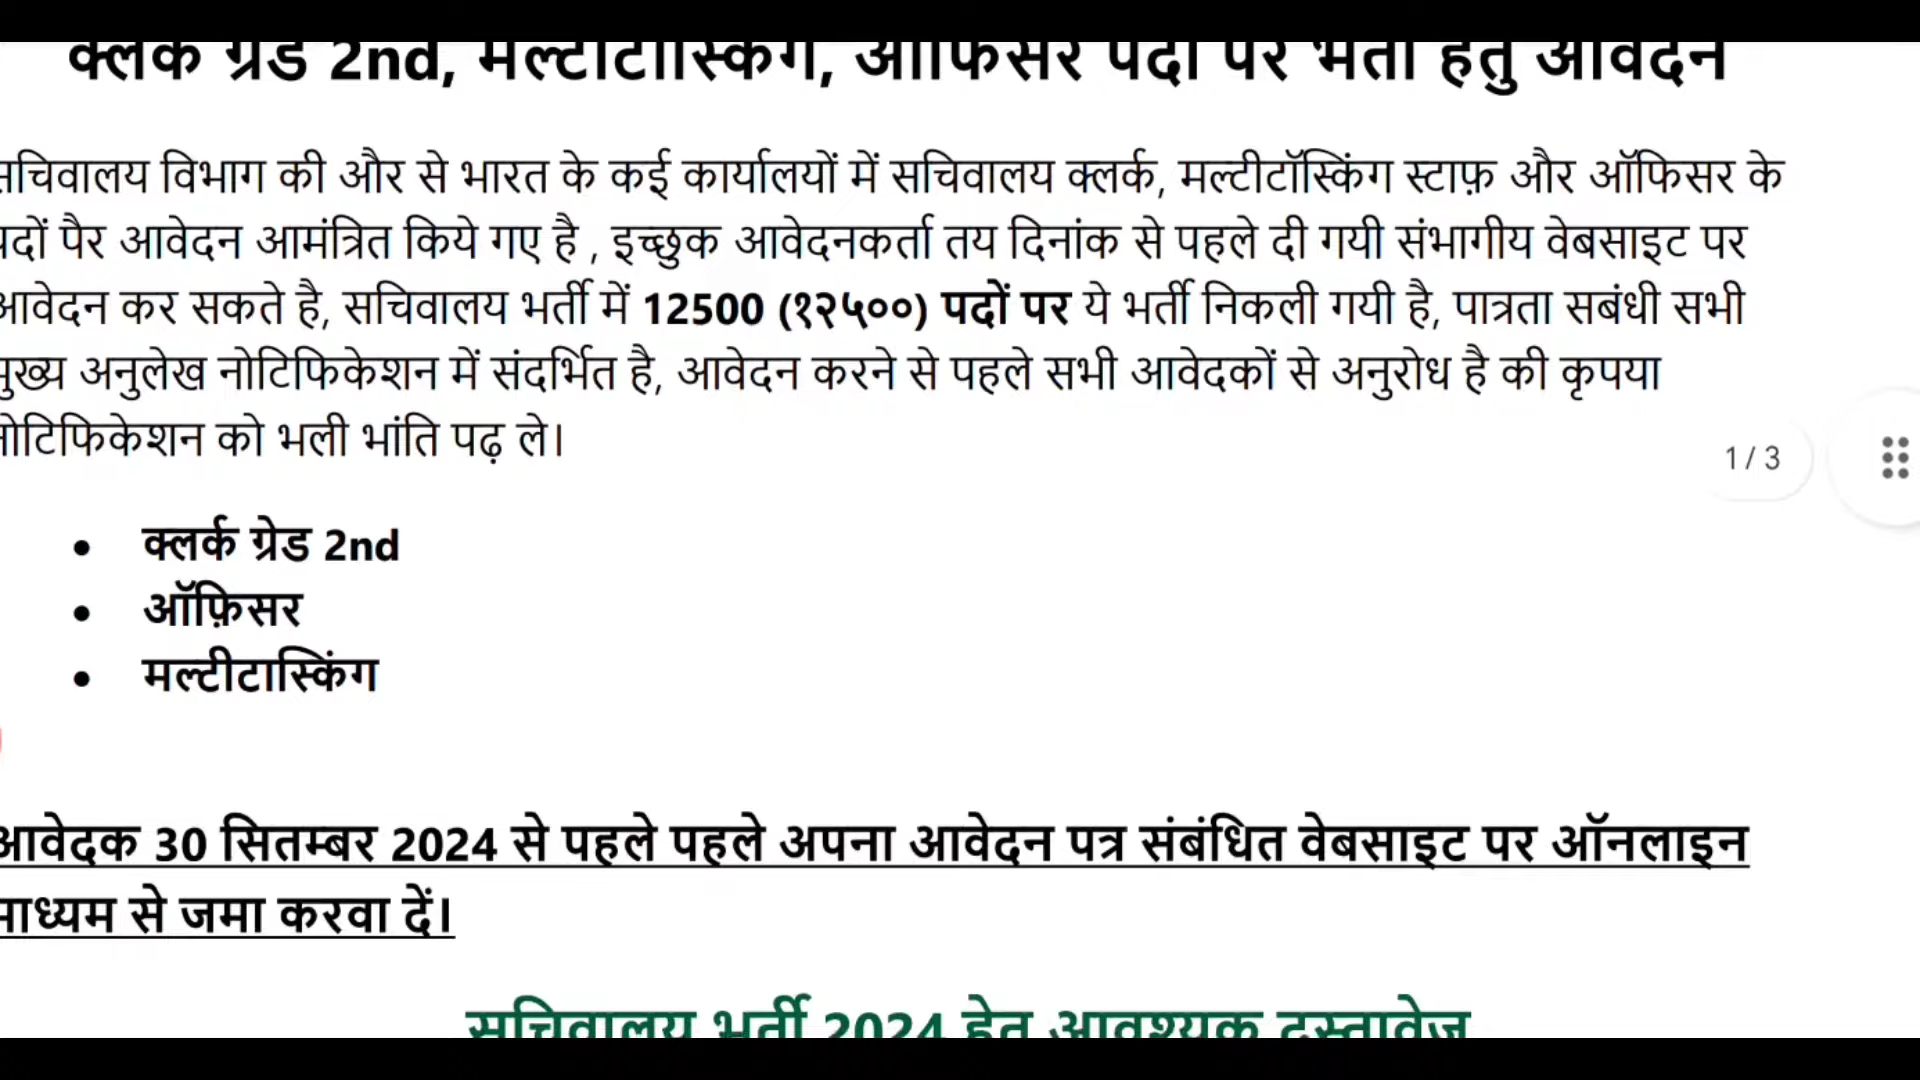 क्लर्क ग्रेड 2nd, मल्टीटॉस्किंग, ऑफिसर पदों पर भर्ती हेतु आवेदन
सचिवालय विभाग की और से भारत के कई कार्यालयों में सचिवालय क्लर्क, मल्टीटॉस्किंग स्टाफ़ और ऑफिसर के
पदों पैर आवेदन आमंत्रित किये गए है , इच्छुक आवेदनकर्ता तय दिनांक से पहले दी गयी संभागीय वेबसाइट पर
आवेदन कर सकते है, सचिवालय भर्ती में 12500 (१२५००) पदों पर ये भर्ती निकली गयी है, पात्रता सबंधी सभी
मुख्य अनुलेख नोटिफिकेशन में संदर्भित है, आवेदन करने से पहले सभी आवेदकों से अनुरोध है की कृपया
नोटिफिकेशन को भली भांति पढ़ ले।
1 / 3
• क्लर्क ग्रेड 2nd
• ऑफ़िसर
• मल्टीटास्किंग
आवेदक 30 सितम्बर 2024 से पहले पहले अपना आवेदन पत्र संबंधित वेबसाइट पर ऑनलाइन
माध्यम से जमा करवा दें।
सचिवालय भर्ती 2024 हेतु आवश्यक दस्तावेज